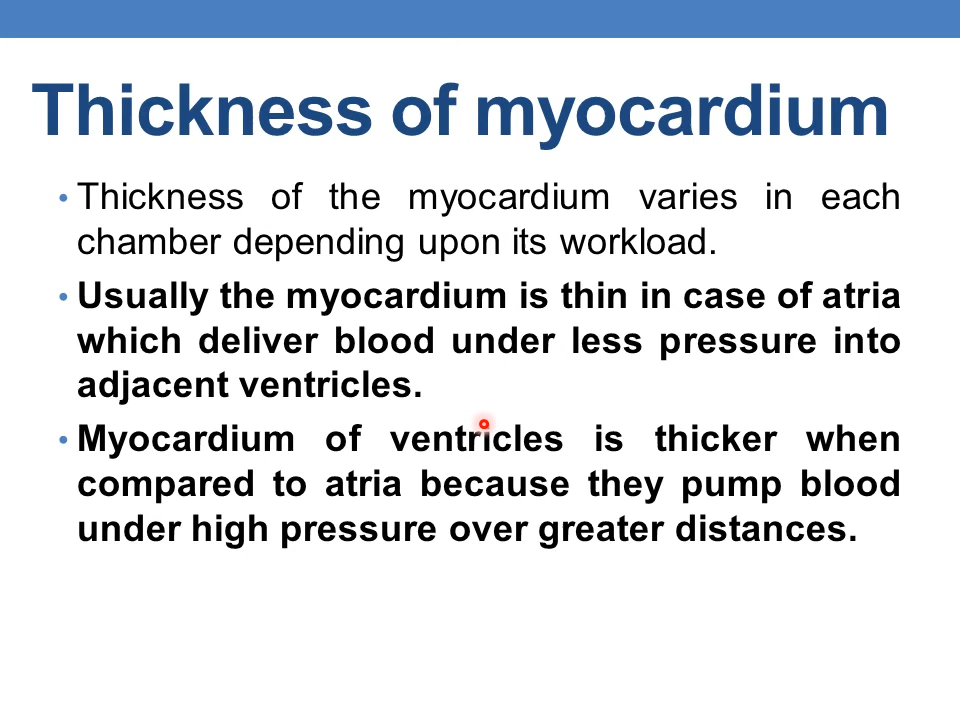 Thickness of myocardium
• Thickness of the myocardium varies in each
chamber depending upon its workload.
• Usually the myocardium is thin in case of atria
which deliver blood under less pressure into
adjacent ventricles.
• Myocardium of ventricles is thicker when
compared to atria because they pump blood
under high pressure over greater distances.